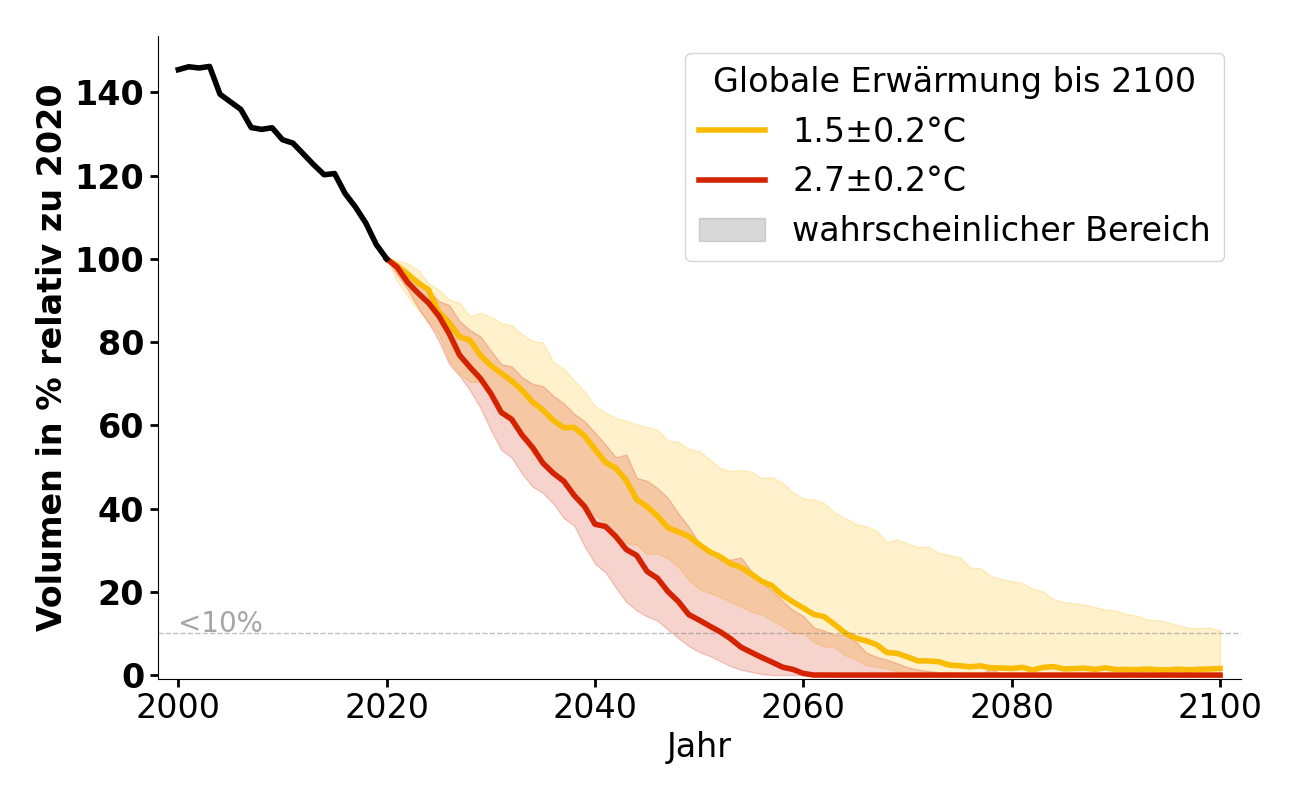 Volumen in % relativ zu 2020
140
120
100
80
60
40
20
0
<10%
Globale Erwärmung bis 2100
1.5±0.2°C
2.7±0.2°C
wahrscheinlicher Bereich
2000 2020 2040 2060 2080 2100
Jahr